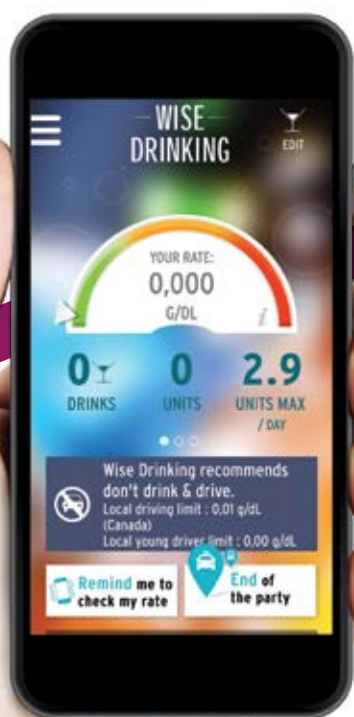 WISE
DRINKING
EDIT
YOUR RATE:
0,000
G/DL
0 0 2.9
DRINKS UNITS UNITS MAX
/ DAY
Wise Drinking recommends
don't drink & drive.
Local driving limit : 0,01 g/dL
(Canada)
Local young driver limit : 0,00 g/dL
Remind me to
check my rate
End of
the party